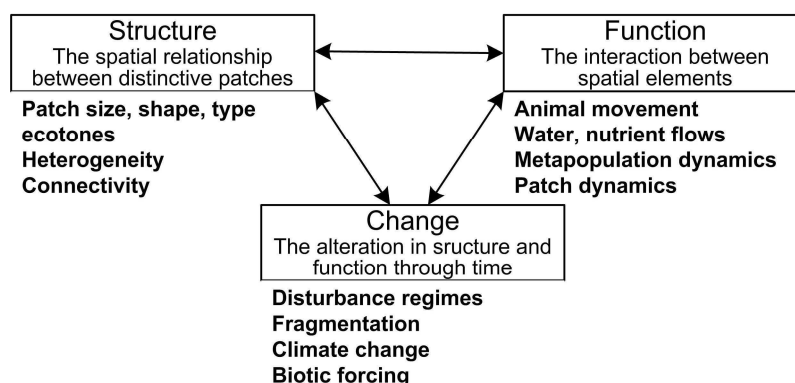 Structure
The spatial relationship
between distinctive patches
Patch size, shape, type
ecotones
Heterogeneity
Connectivity
Function
The interaction between
spatial elements
Animal movement
Water, nutrient flows
Metapopulation dynamics
Patch dynamics
Change
The alteration in sructure and
function through time
Disturbance regimes
Fragmentation
Climate change
Biotic forcing